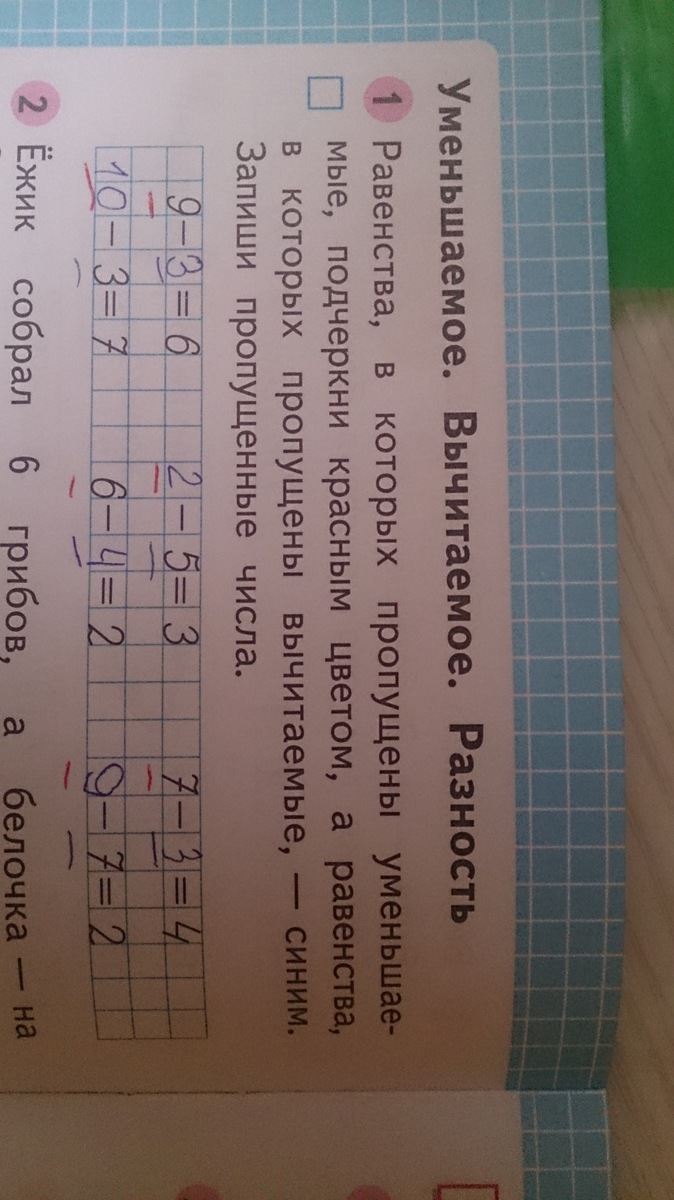 Уменьшаемое. Вычитаемое. Разность
1 Равенства, в которых пропущены уменьшае-
мые, подчеркни красным цветом, а равенства,
в которых пропущены вычитаемые, — синим.
Запиши пропущенные числа.
9-3=6 2-5=3 7-3=4
10-3=7 6-4=2 9-7=2
2 Ёжик собрал 6 грибов, а белочка — на